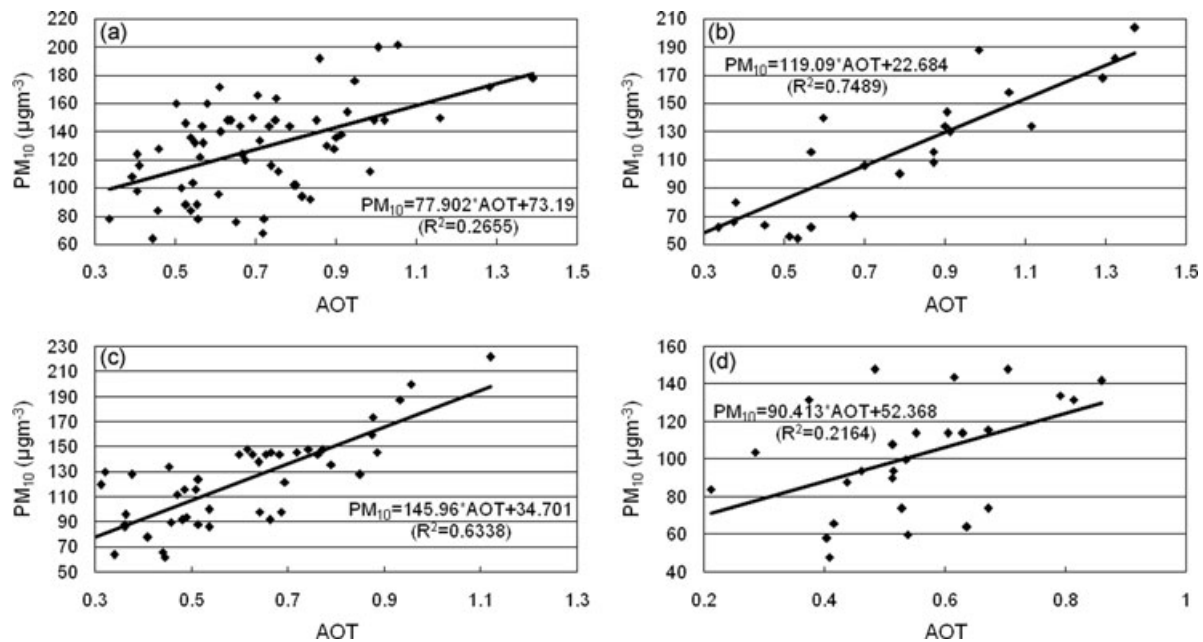 (a)
PM10 (µgm-3)
220
200
180
160
140
120
100
80
60
0.3 0.5 0.7 0.9 1.1 1.3 1.5
AOT
PM10=77.902*AOT+73.19
(R2=0.2655)
(b)
PM10 (µgm-3)
210
190
170
150
130
110
90
70
50
0.3 0.5 0.7 0.9 1.1 1.3 1.5
AOT
PM10=119.09*AOT+22.684
(R2=0.7489)
(c)
PM10 (µgm-3)
230
210
190
170
150
130
110
90
70
50
0.3 0.5 0.7 0.9 1.1 1.3
AOT
PM10=145.96*AOT+34.701
(R2=0.6338)
(d)
PM10 (µgm-3)
160
140
120
100
80
60
40
0.2 0.4 0.6 0.8 1
AOT
PM10=90.413*AOT+52.368
(R2=0.2164)